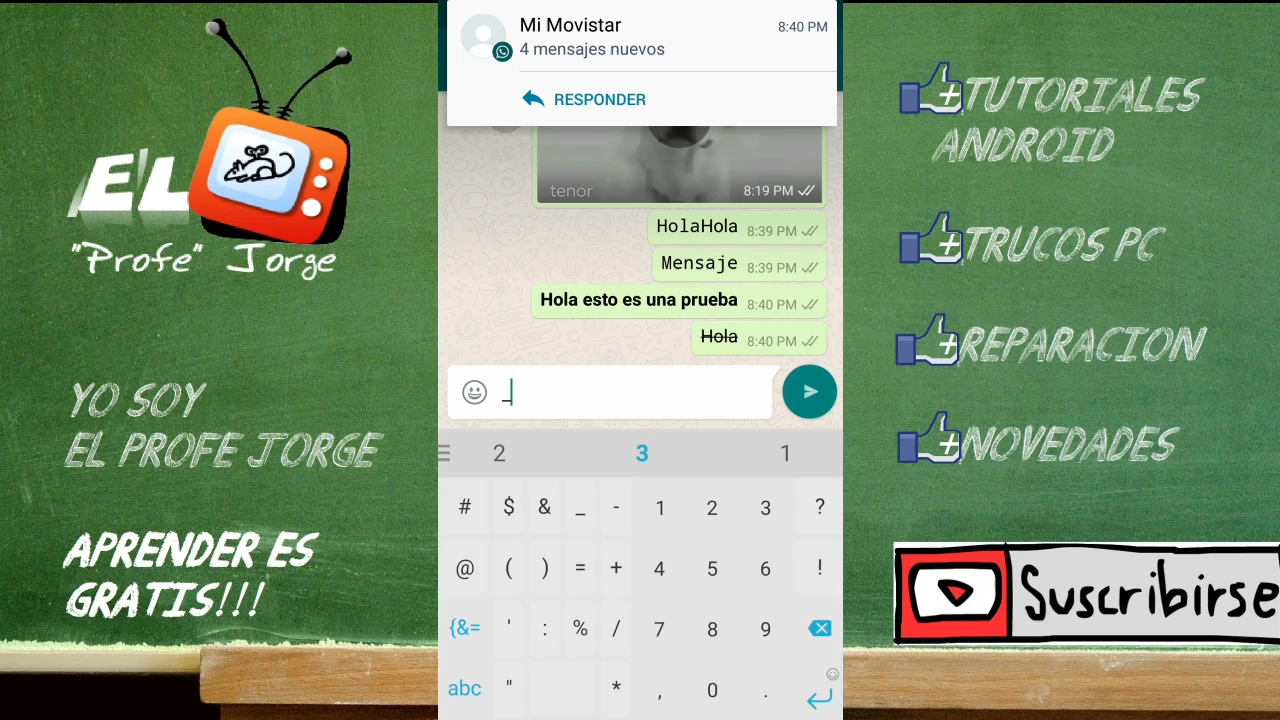 EL
"Profe" Jorge
YO SOY
EL PROFE JORGE
APRENDER ES
GRATIS!!!
Mi Movistar 8:40 PM
4 mensajes nuevos
RESPONDER
tenor 8:19 PM
HolaHola 8:39 PM
Mensaje 8:39 PM
Hola esto es una prueba 8:40 PM
Hola 8:40 PM
_
2 3 1
# $ & _ - 1 2 3 ?
@ ( ) = + 4 5 6 !
{&= ' : % / 7 8 9
abc " * , 0 .
+TUTORIALES
ANDROID
+TRUCOS PC
+REPARACION
+NOVEDADES
Suscribirse